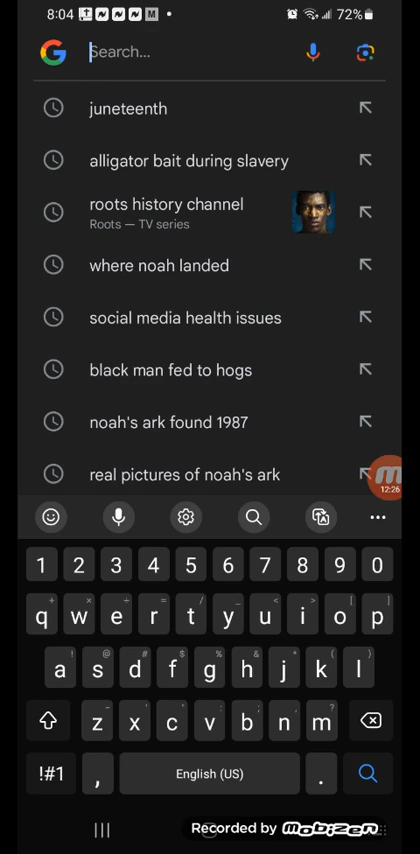 8:04 N N N M 72%
Search...
juneteenth
alligator bait during slavery
roots history channel
Roots — TV series
where noah landed
social media health issues
black man fed to hogs
noah's ark found 1987
real pictures of noah's ark
12:26
1 2 3 4 5 6 7 8 9 0
+ × ÷ = / _ < > [ ]
q w e r t y u i o p
! @ # $ % & * ( )
a s d f g h j k l
- ' " : ; , ?
z x c v b n m
!#1 , English (US) .
Recorded by mobizen